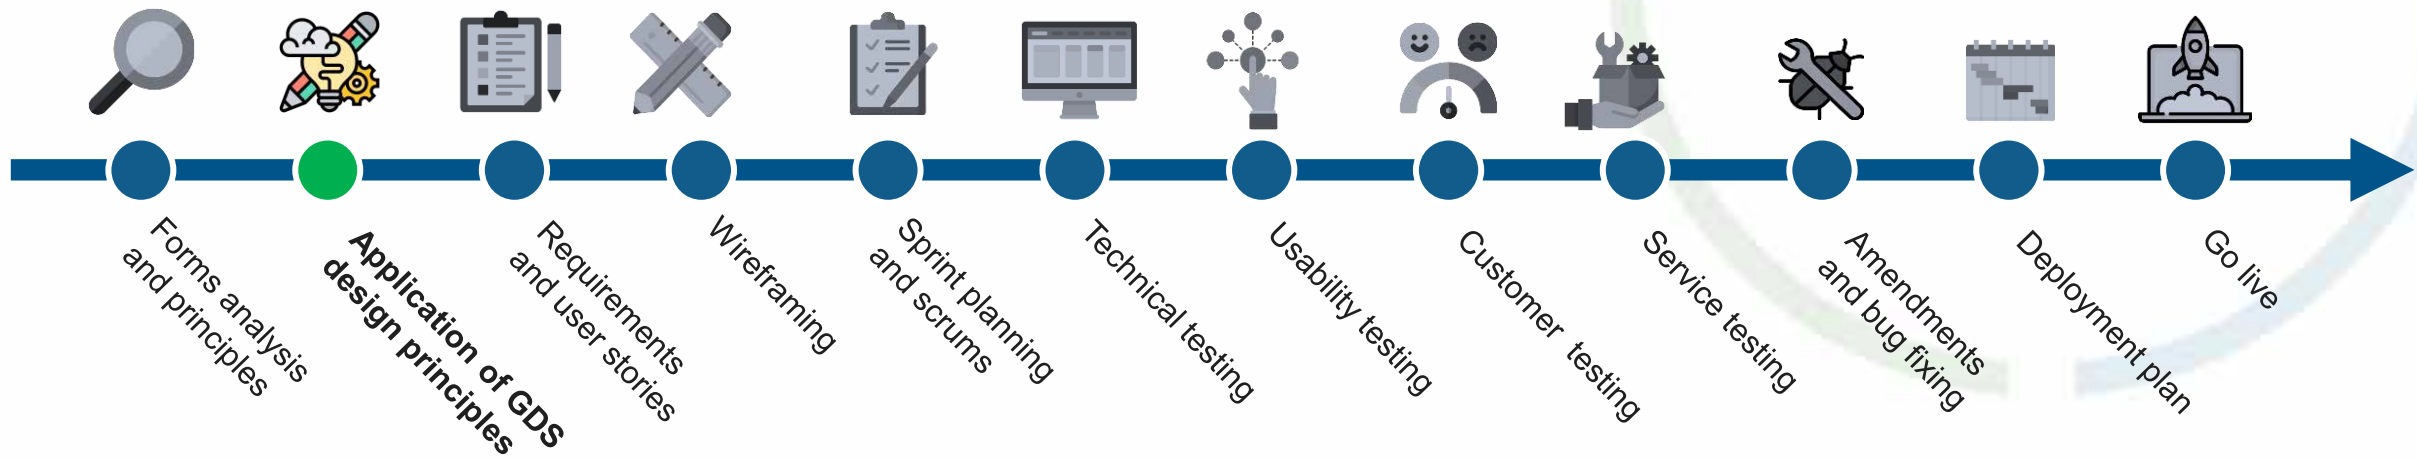 Forms analysis
and principles
Application of GDS
design principles
Requirements
and user stories
Wireframing
Sprint planning
and scrums
Technical testing
Usability testing
Customer testing
Service testing
Amendments
and bug fixing
Deployment plan
Go live